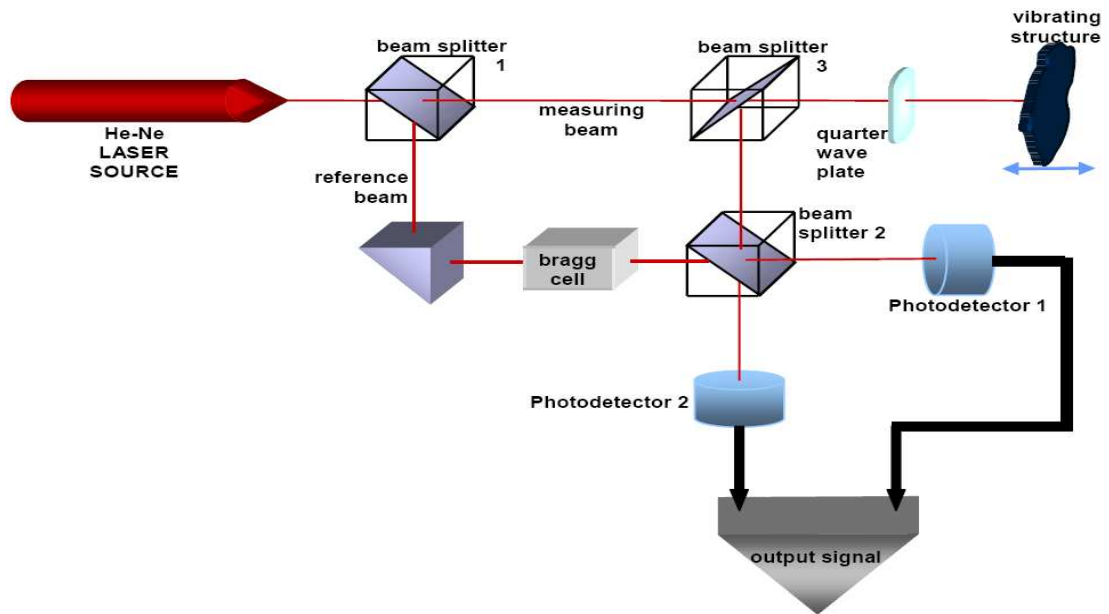 He-Ne
LASER
SOURCE
beam splitter
1
measuring
beam
beam splitter
3
quarter
wave
plate
vibrating
structure
reference
beam
bragg
cell
beam
splitter 2
Photodetector 1
Photodetector 2
output signal